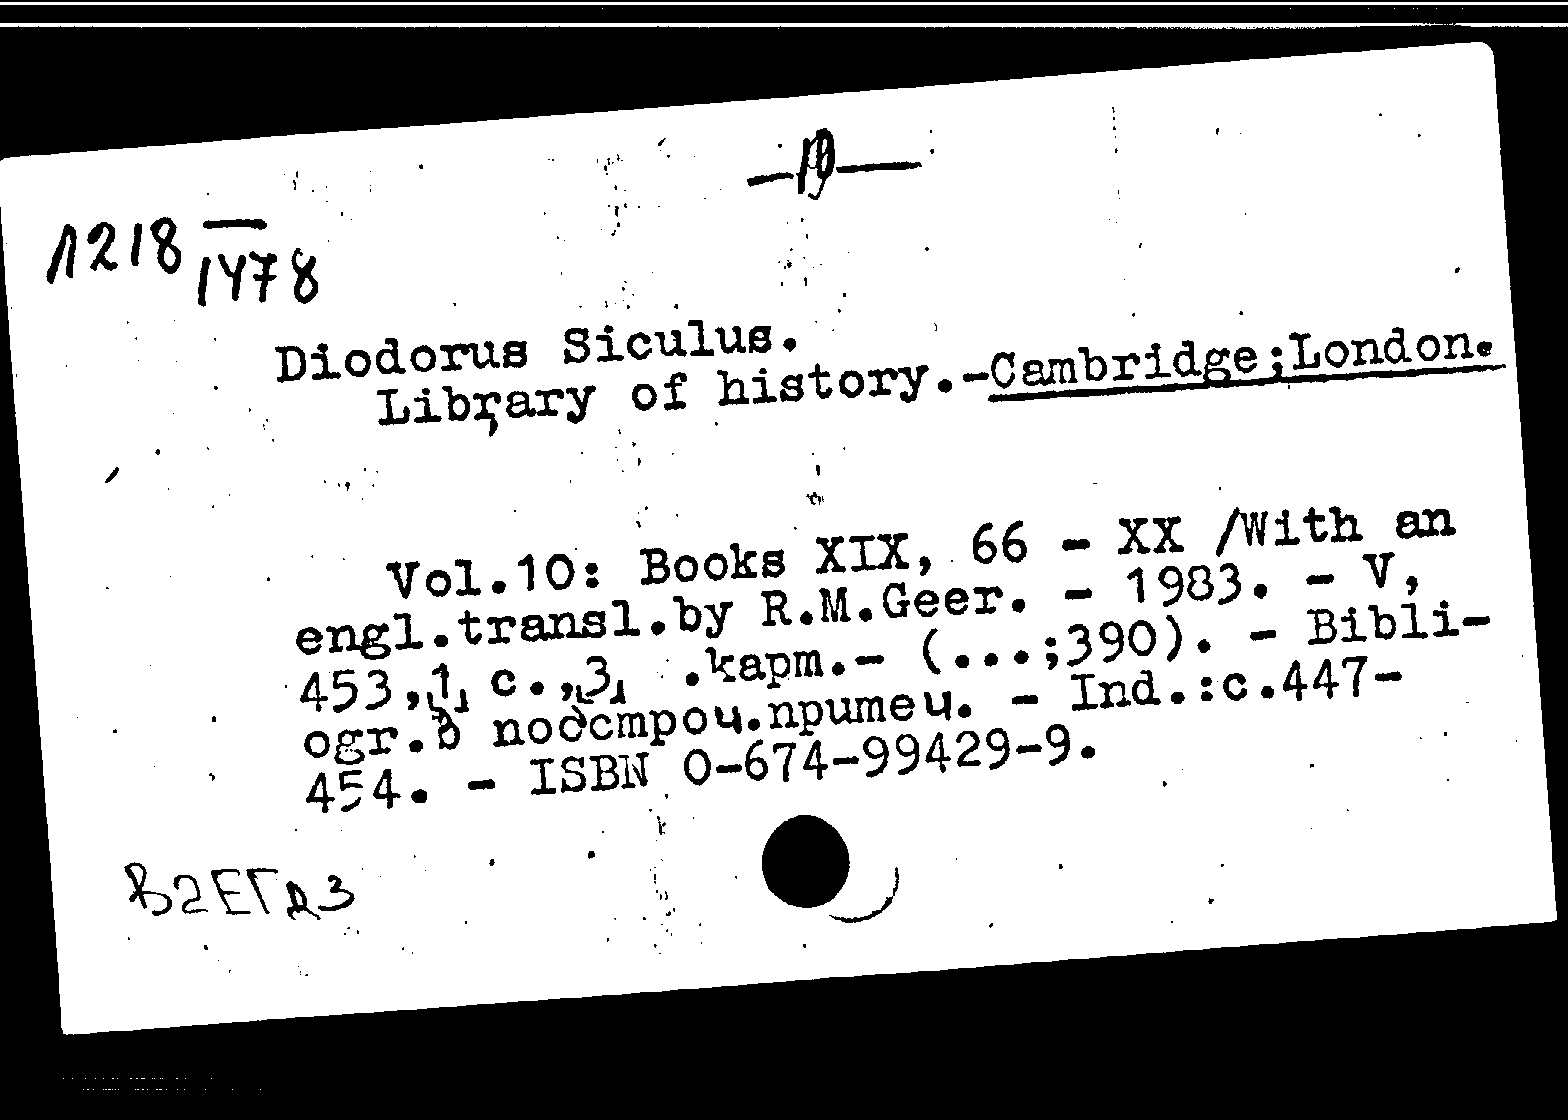 —10—
1218 —
1478
Diodorus Siculus.
Library of history.-Cambridge;London.
Vol.10: Books XIX, 66 - XX /With an
engl.transl.by R.M.Geer. - 1983. - V,
453,[1] c.,[3] .карт.- (...;390). - Bibli-
ogr.в подстроч.примеч. - Ind.:c.447-
454. - ISBN 0-674-99429-9.